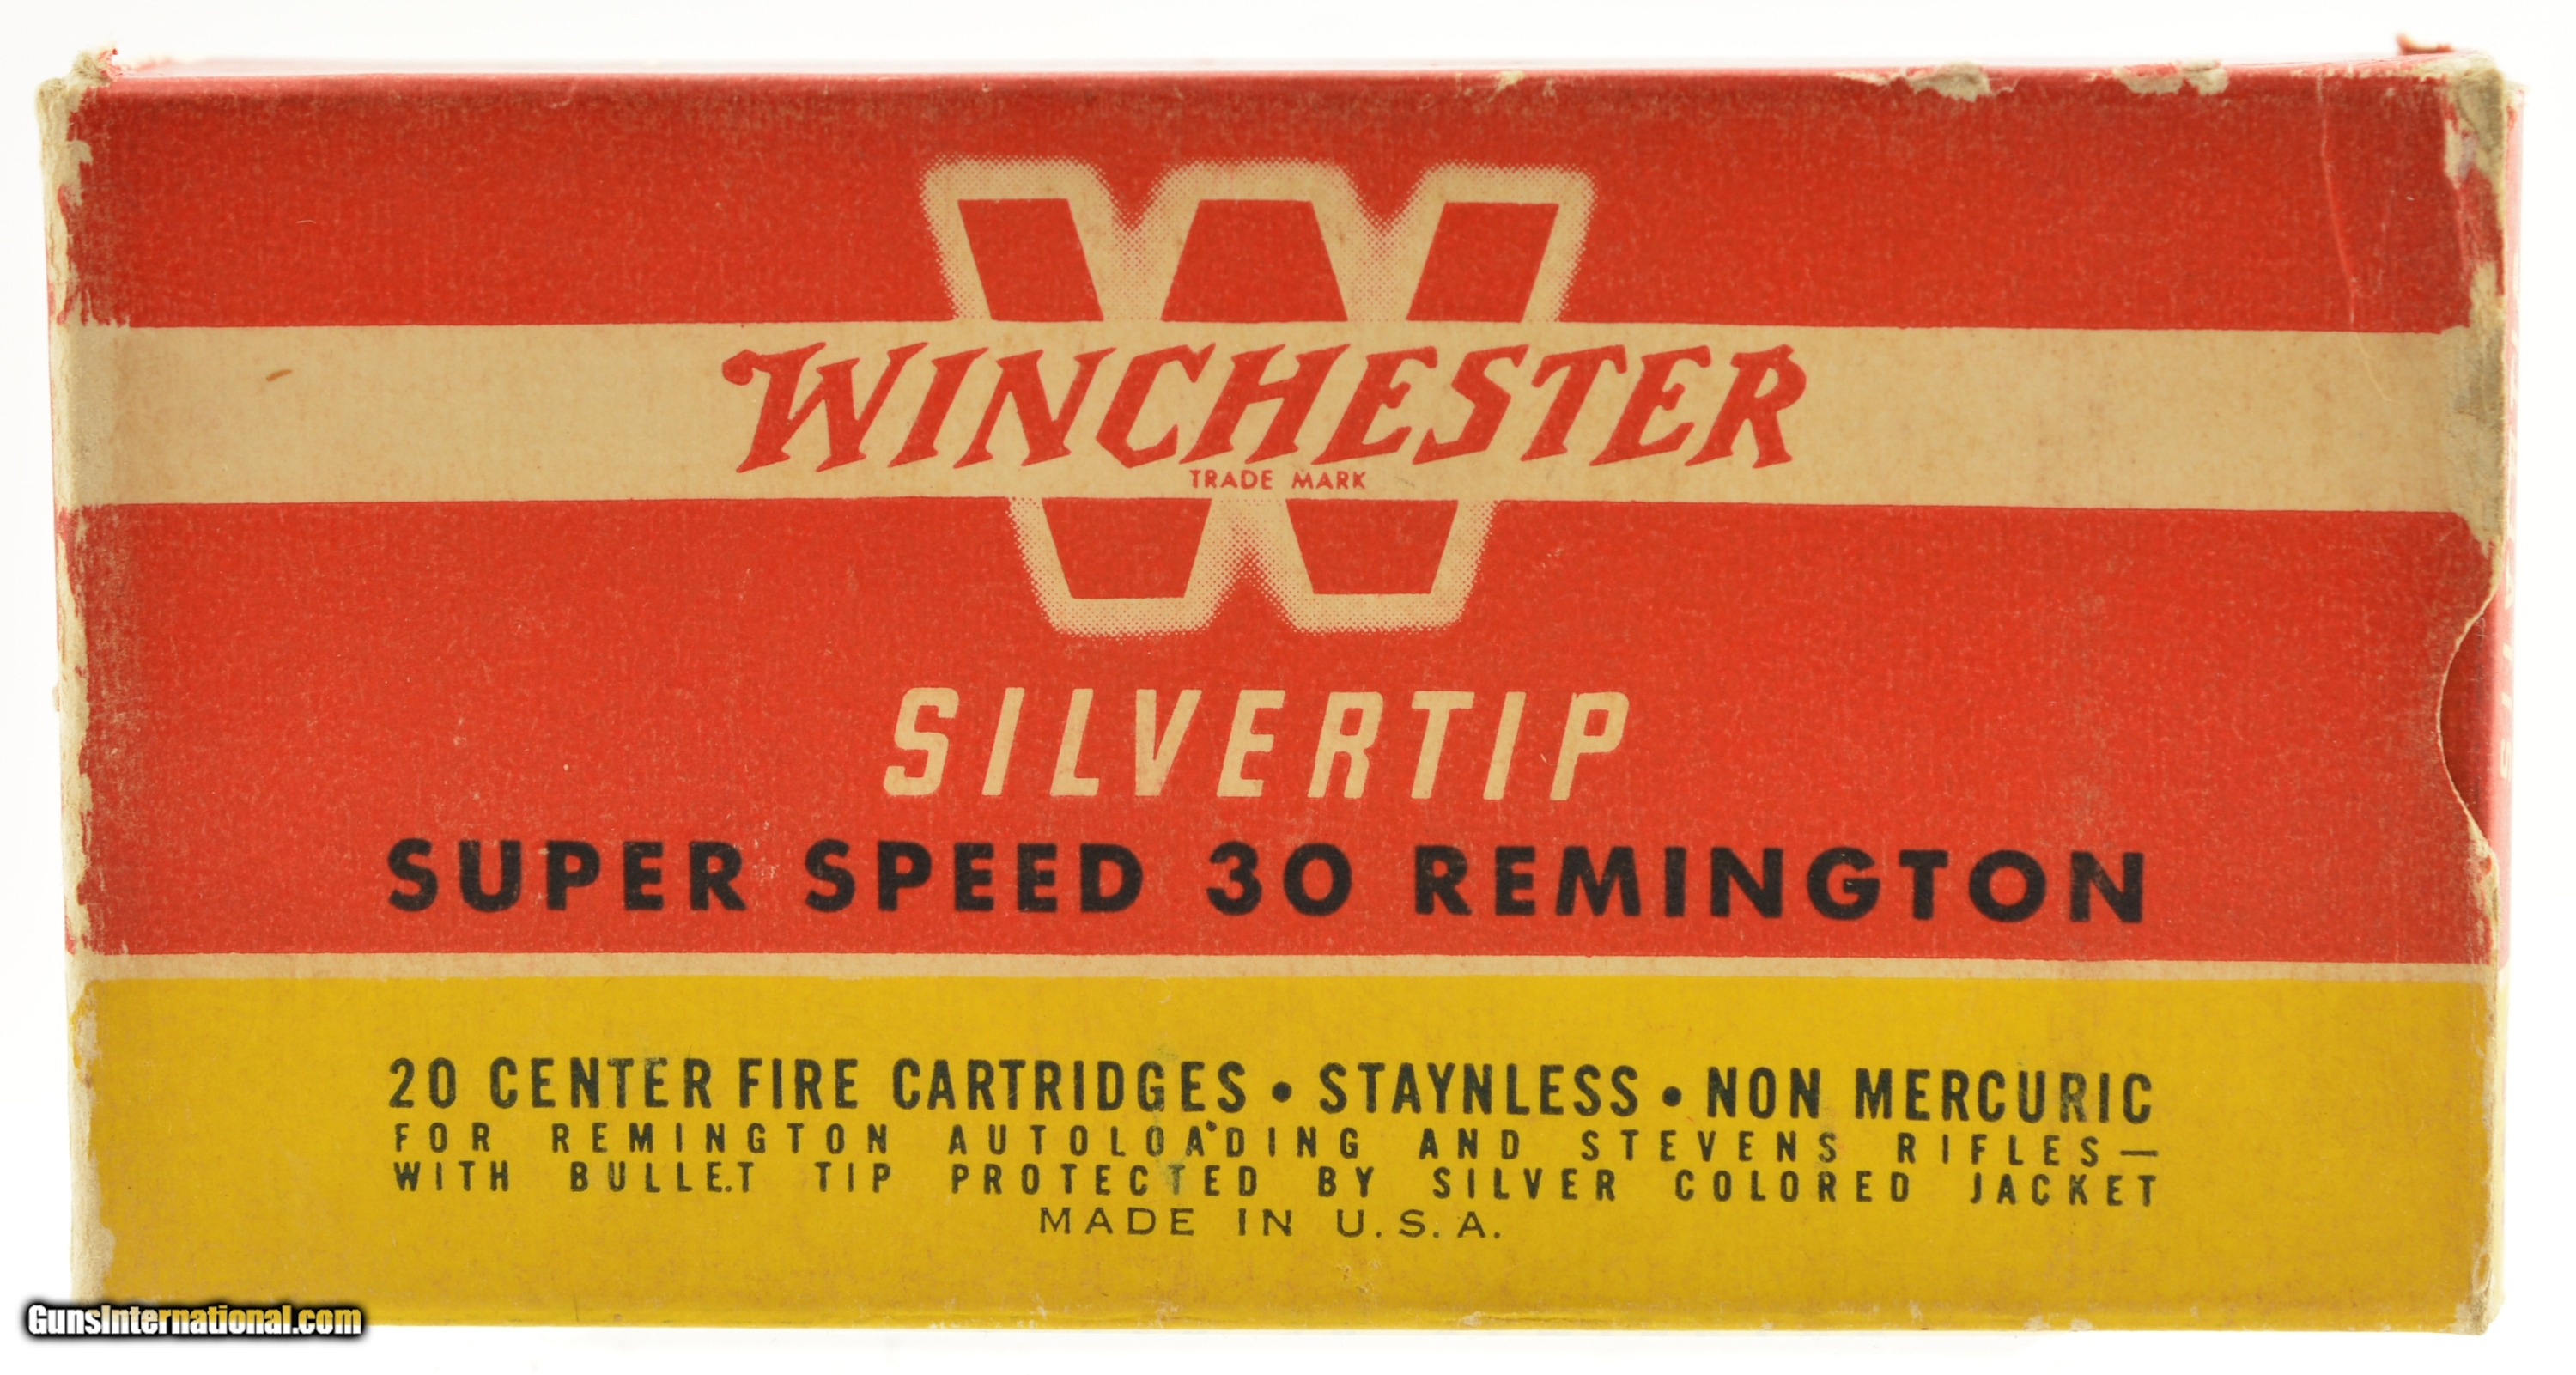 W
WINCHESTER
TRADE MARK
SILVERTIP
SUPER SPEED 30 REMINGTON
20 CENTER FIRE CARTRIDGES • STAYNLESS • NON MERCURIC
FOR REMINGTON AUTOLOADING AND STEVENS RIFLES—
WITH BULLET TIP PROTECTED BY SILVER COLORED JACKET
MADE IN U.S.A.
GunsInternational.com